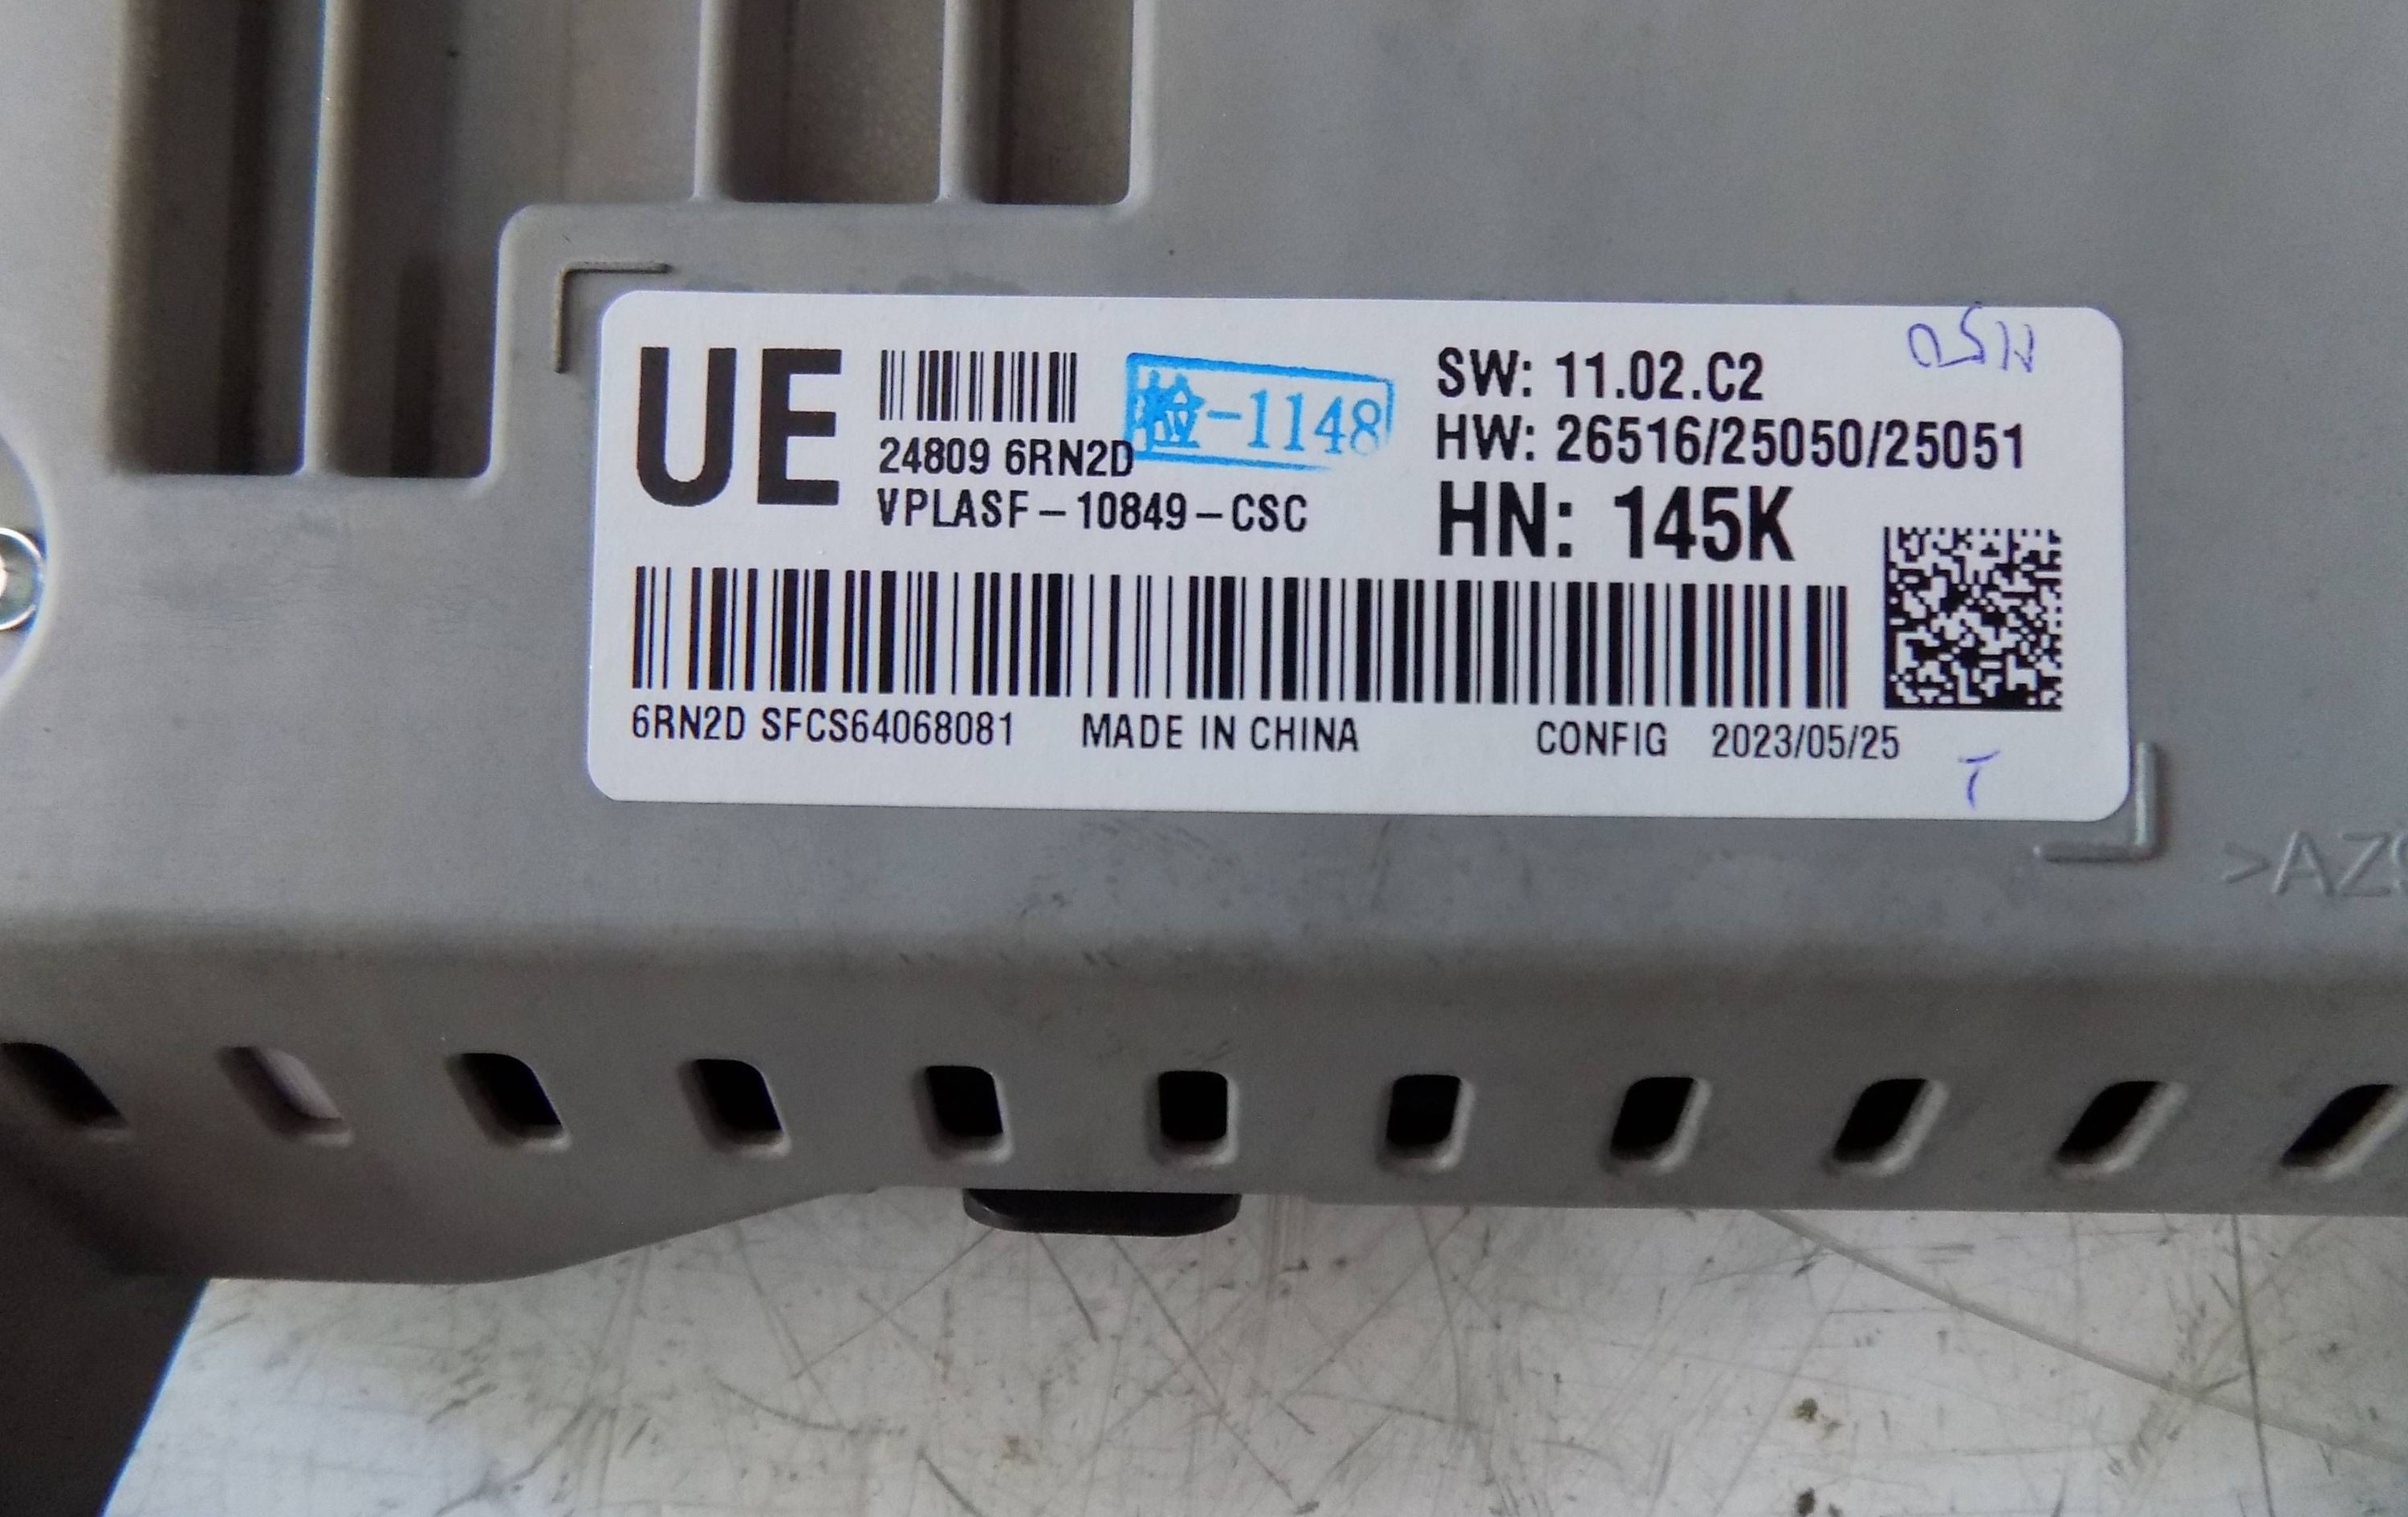 UE
24809 6RN2D
VPLASF-10849-CSC
检-1148
SW: 11.02.C2
HW: 26516/25050/25051
HN: 145K
6RN2D SFCS64068081 MADE IN CHINA CONFIG 2023/05/25
T